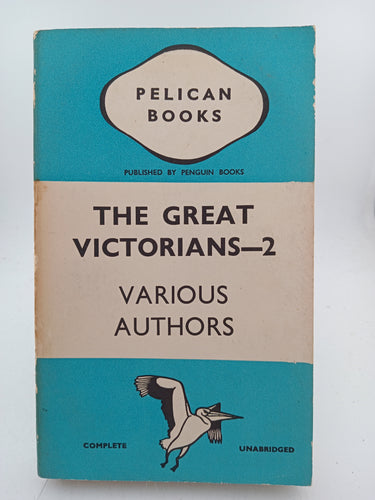 PELICAN
BOOKS
PUBLISHED BY PENGUIN BOOKS
THE GREAT
VICTORIANS—2
VARIOUS
AUTHORS
COMPLETE
UNABRIDGED